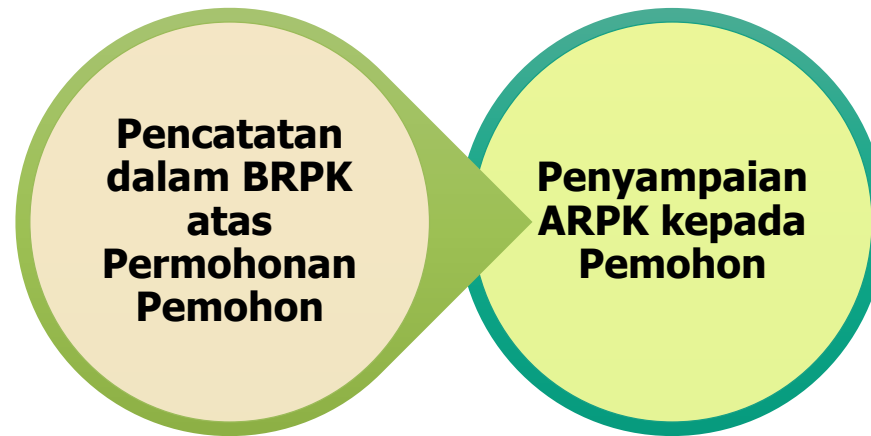 Pencatatan
dalam BRPK
atas
Permohonan
Pemohon
Penyampaian
ARPK kepada
Pemohon